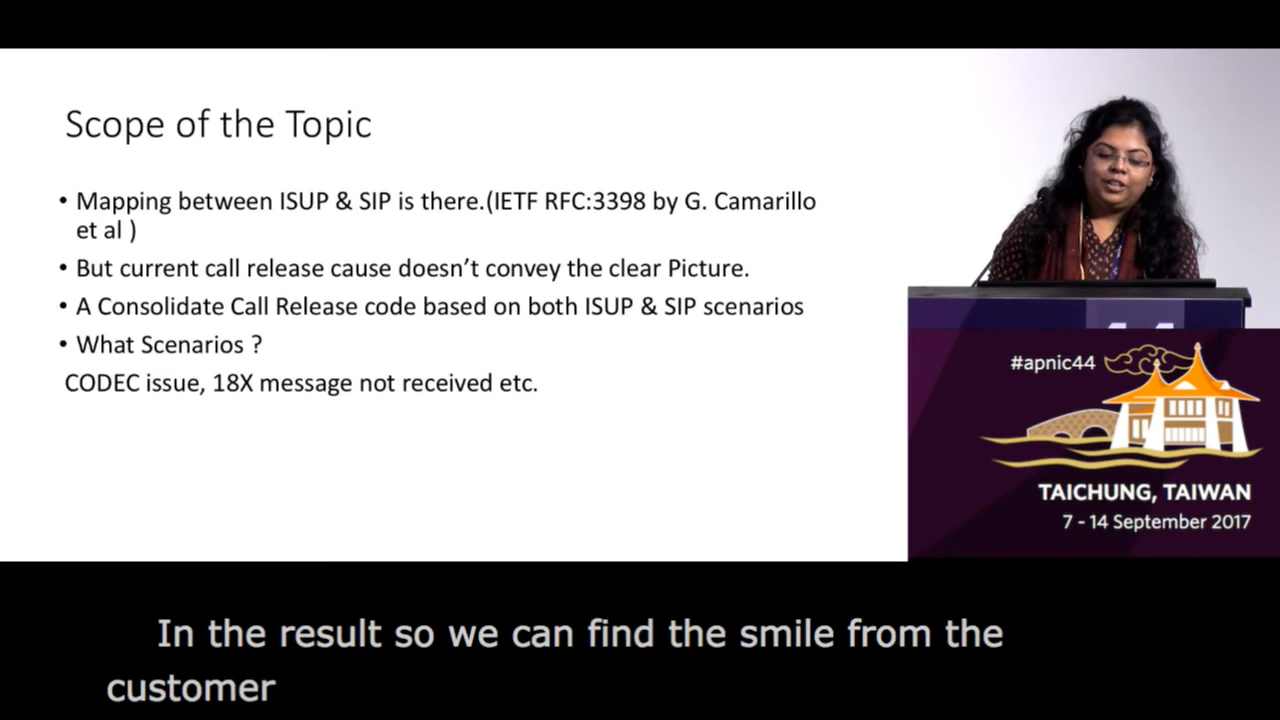 Scope of the Topic
• Mapping between ISUP & SIP is there.(IETF RFC:3398 by G. Camarillo
et al )
• But current call release cause doesn’t convey the clear Picture.
• A Consolidate Call Release code based on both ISUP & SIP scenarios
• What Scenarios ?
CODEC issue, 18X message not received etc.
#apnic44
TAICHUNG, TAIWAN
7 - 14 September 2017
In the result so we can find the smile from the
customer